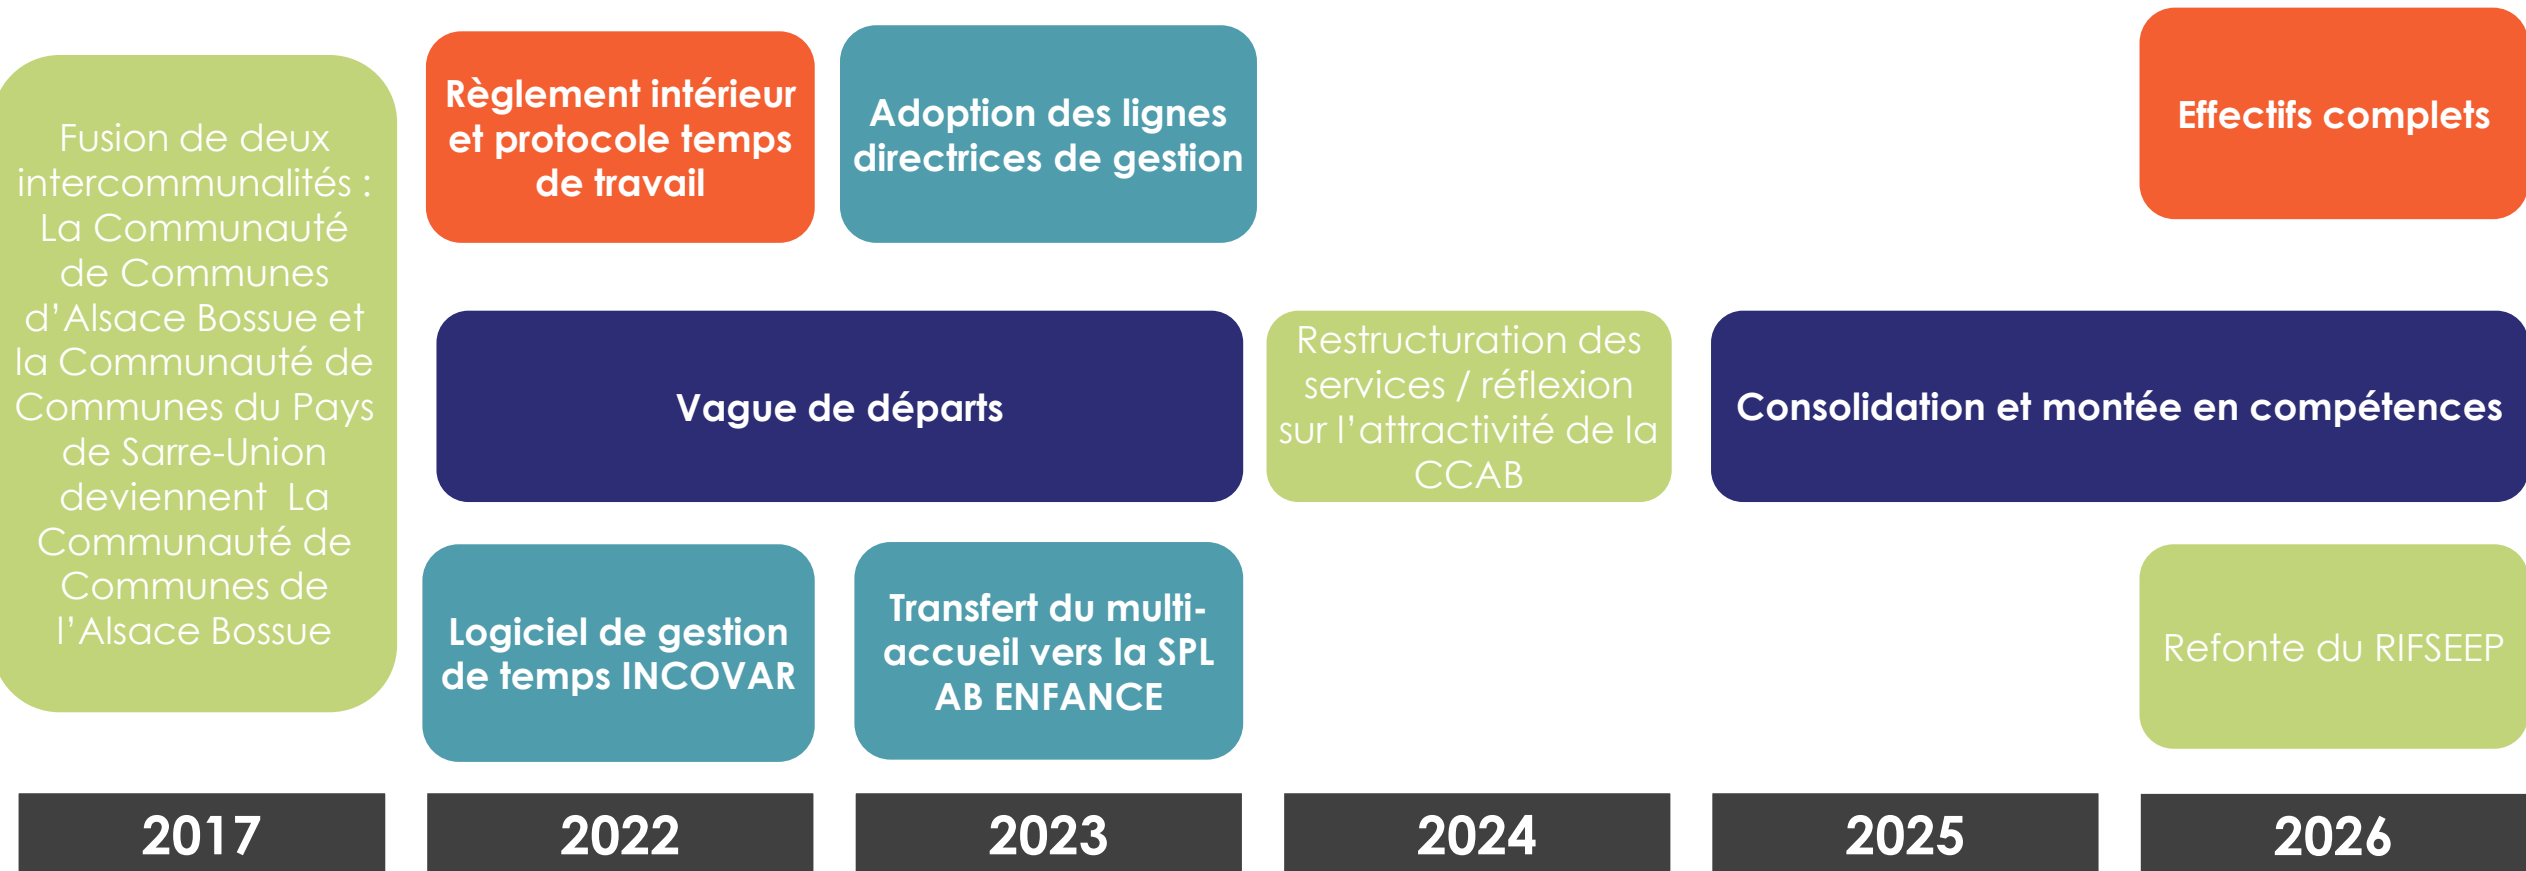 Fusion de deux
intercommunalités :
La Communauté
de Communes
d’Alsace Bossue et
la Communauté de
Communes du Pays
de Sarre-Union
deviennent La
Communauté de
Communes de
l’Alsace Bossue
Règlement intérieur
et protocole temps
de travail
Adoption des lignes
directrices de gestion
Effectifs complets
Vague de départs
Restructuration des
services / réflexion
sur l’attractivité de la
CCAB
Consolidation et montée en compétences
Logiciel de gestion
de temps INCOVAR
Transfert du multi-
accueil vers la SPL
AB ENFANCE
Refonte du RIFSEEP
2017
2022
2023
2024
2025
2026